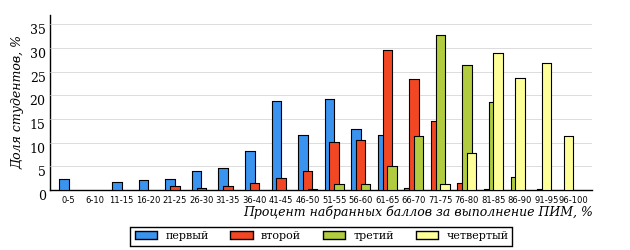 Доля студентов, %
35
30
25
20
15
10
5
0
0-5 6-10 11-15 16-20 21-25 26-30 31-35 36-40 41-45 46-50 51-55 56-60 61-65 66-70 71-75 76-80 81-85 86-90 91-95 96-100
Процент набранных баллов за выполнение ПИМ, %
первый второй третий четвертый